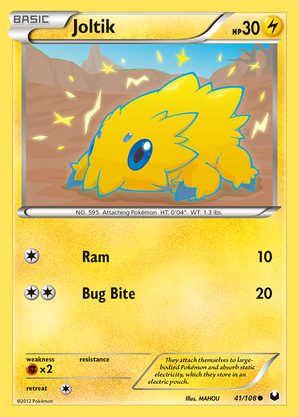 BASIC
Joltik
HP30
NO. 595 Attaching Pokémon HT: 0'04" WT: 1.3 lbs.
Ram 10
Bug Bite 20
weakness resistance
×2
retreat
They attach themselves to large-
bodied Pokémon and absorb static
electricity, which they store in an
electric pouch.
Illus. MAHOU 41/108
©2012 Pokémon